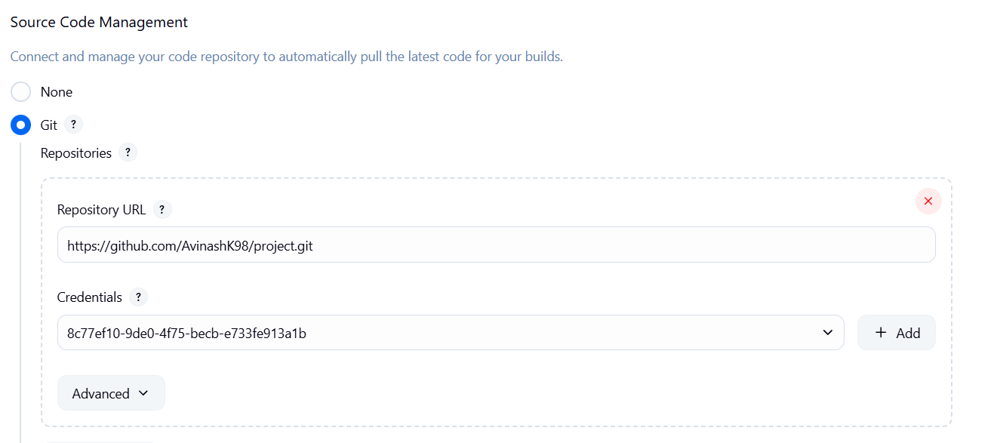 Source Code Management
Connect and manage your code repository to automatically pull the latest code for your builds.
None
Git ?
Repositories ?
Repository URL ?
https://github.com/AvinashK98/project.git
Credentials ?
8c77ef10-9de0-4f75-becb-e733fe913a1b
+ Add
Advanced